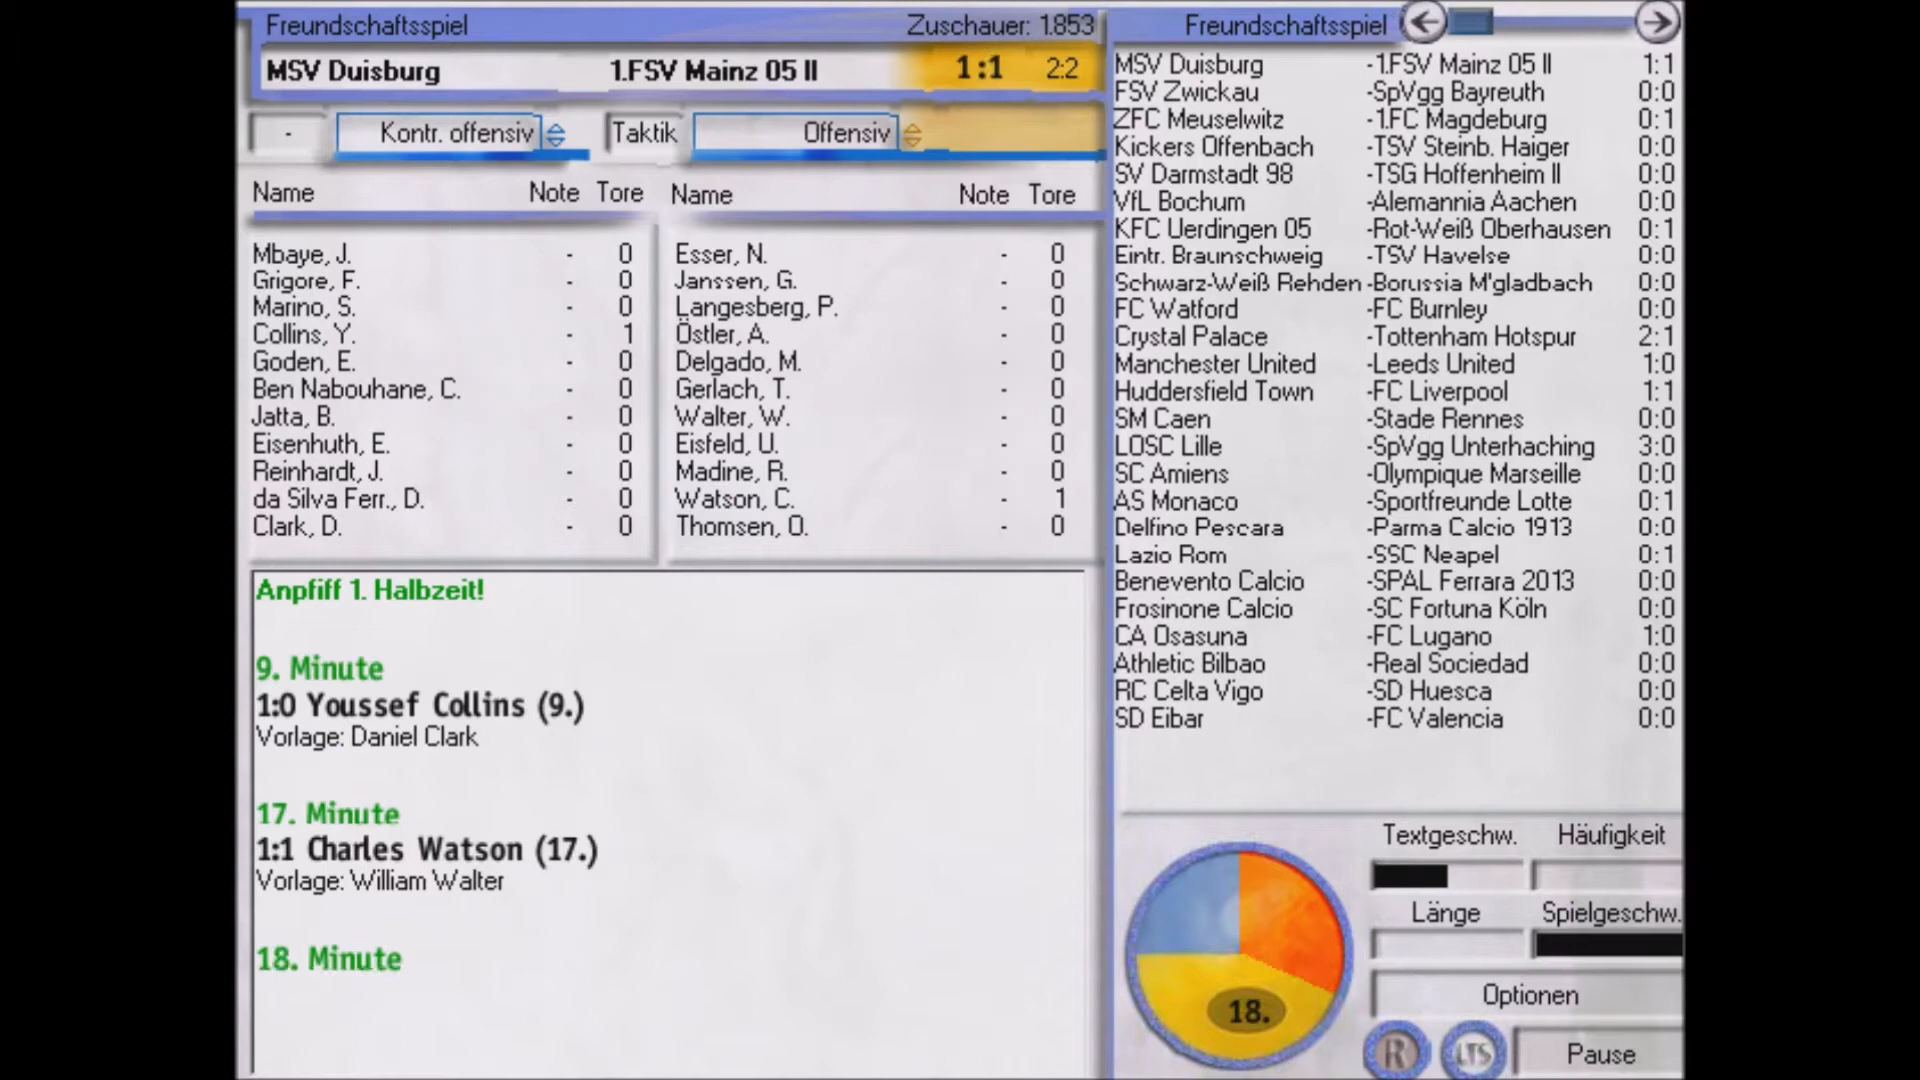 Freundschaftsspiel Zuschauer: 1.853
MSV Duisburg 1.FSV Mainz 05 II 1:1 2:2
- Kontr. offensiv Taktik Offensiv
Name Note Tore Name Note Tore
Mbaye, J. - 0 Esser, N. - 0
Grigore, F. - 0 Janssen, G. - 0
Marino, S. - 0 Langesberg, P. - 0
Collins, Y. - 1 Östler, A. - 0
Goden, E. - 0 Delgado, M. - 0
Ben Nabouhane, C. - 0 Gerlach, T. - 0
Jatta, B. - 0 Walter, W. - 0
Eisenhuth, E. - 0 Eisfeld, U. - 0
Reinhardt, J. - 0 Madine, R. - 0
da Silva Ferr., D. - 0 Watson, C. - 1
Clark, D. - 0 Thomsen, O. - 0
Anpfiff 1. Halbzeit!
9. Minute
1:0 Youssef Collins (9.)
Vorlage: Daniel Clark
17. Minute
1:1 Charles Watson (17.)
Vorlage: William Walter
18. Minute
Freundschaftsspiel
MSV Duisburg -1.FSV Mainz 05 II 1:1
FSV Zwickau -SpVgg Bayreuth 0:0
ZFC Meuselwitz -1.FC Magdeburg 0:1
Kickers Offenbach -TSV Steinb. Haiger 0:0
SV Darmstadt 98 -TSG Hoffenheim II 0:0
VfL Bochum -Alemannia Aachen 0:0
KFC Uerdingen 05 -Rot-Weiß Oberhausen 0:1
Eintr. Braunschweig -TSV Havelse 0:0
Schwarz-Weiß Rehden -Borussia M'gladbach 0:0
FC Watford -FC Burnley 0:0
Crystal Palace -Tottenham Hotspur 2:1
Manchester United -Leeds United 1:0
Huddersfield Town -FC Liverpool 1:1
SM Caen -Stade Rennes 0:0
LOSC Lille -SpVgg Unterhaching 3:0
SC Amiens -Olympique Marseille 0:0
AS Monaco -Sportfreunde Lotte 0:1
Delfino Pescara -Parma Calcio 1913 0:0
Lazio Rom -SSC Neapel 0:1
Benevento Calcio -SPAL Ferrara 2013 0:0
Frosinone Calcio -SC Fortuna Köln 0:0
CA Osasuna -FC Lugano 1:0
Athletic Bilbao -Real Sociedad 0:0
RC Celta Vigo -SD Huesca 0:0
SD Eibar -FC Valencia 0:0
Textgeschw. Häufigkeit
Länge Spielgeschw.
18.
Optionen
R LTS Pause